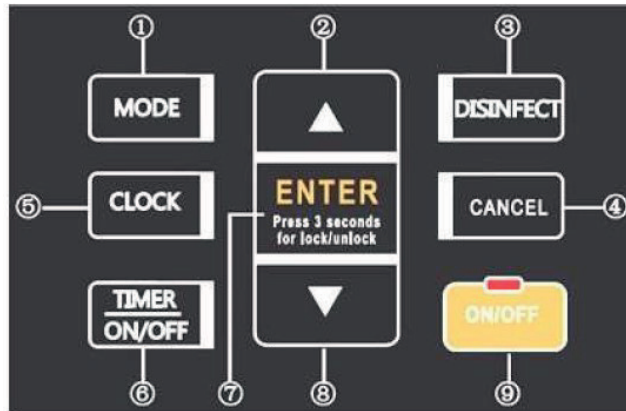 ① ② ③
MODE
▲
DISINFECT
⑤ CLOCK
ENTER
Press 3 seconds
for lock/unlock
CANCEL ④
TIMER
ON/OFF
▼
ON/OFF
⑥ ⑦ ⑧ ⑨